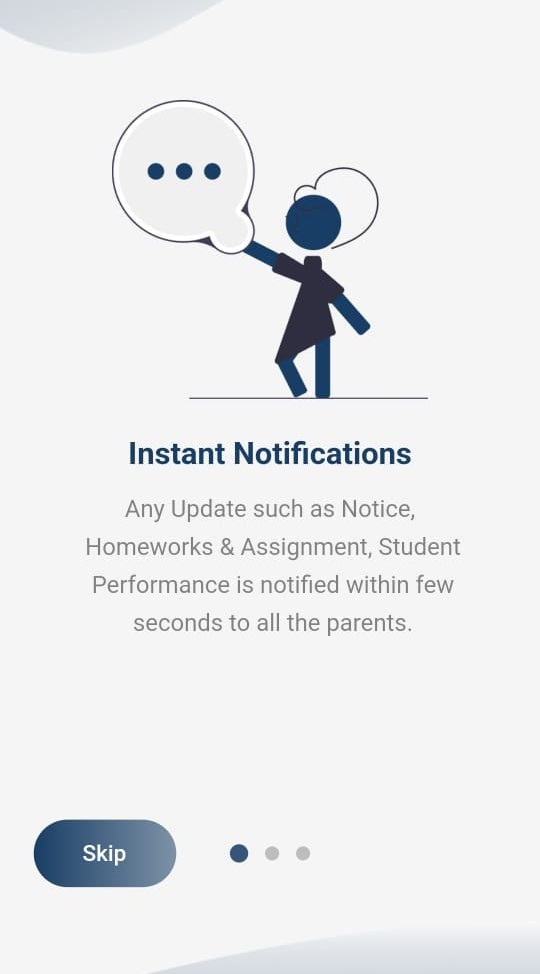 Instant Notifications
Any Update such as Notice,
Homeworks & Assignment, Student
Performance is notified within few
seconds to all the parents.
Skip